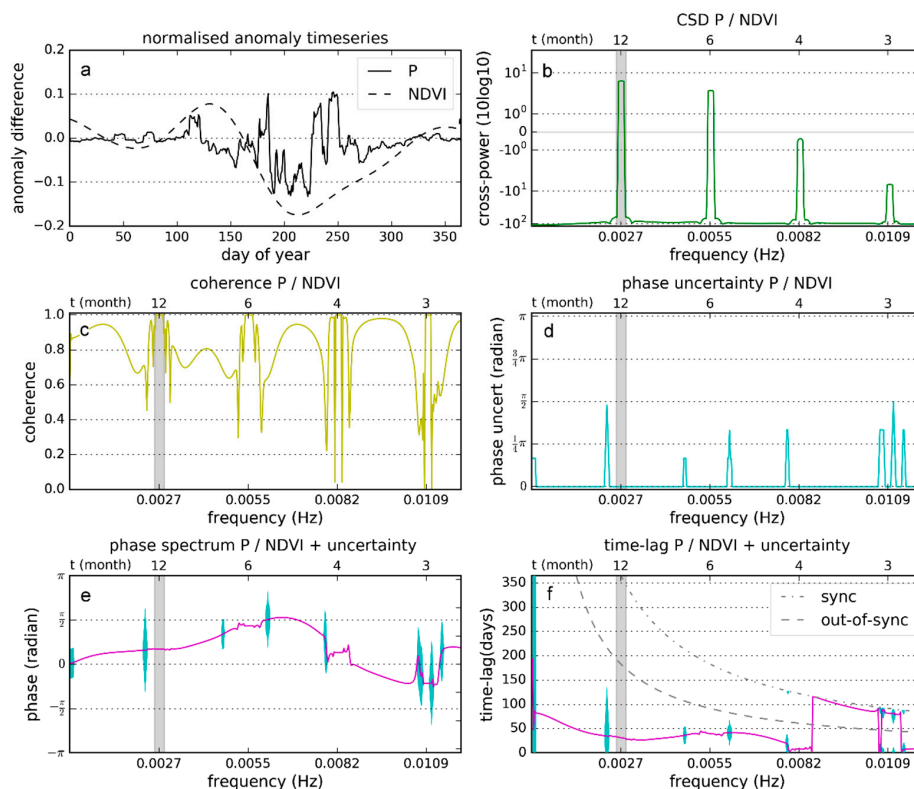 normalised anomaly timeseries
a
P
NDVI
anomaly difference
0.2
0.1
0.0
−0.1
−0.2
0 50 100 150 200 250 300 350
day of year
CSD P / NDVI
t (month) 12 6 4 3
b
cross-power (10log10)
10¹
10⁰
0
-10⁰
-10¹
-10²
0.0027 0.0055 0.0082 0.0109
frequency (Hz)
coherence P / NDVI
t (month) 12 6 4 3
c
coherence
1.0
0.8
0.6
0.4
0.2
0.0
0.0027 0.0055 0.0082 0.0109
frequency (Hz)
phase uncertainty P / NDVI
t (month) 12 6 4 3
d
phase uncert (radian)
π
3/4 π
π/2
1/4 π
0
0.0027 0.0055 0.0082 0.0109
frequency (Hz)
phase spectrum P / NDVI + uncertainty
t (month) 12 6 4 3
e
phase (radian)
π
π/2
0
−π/2
−π
0.0027 0.0055 0.0082 0.0109
frequency (Hz)
time-lag P / NDVI + uncertainty
t (month) 12 6 4 3
f
sync
out-of-sync
time-lag(days)
350
300
250
200
150
100
50
0
0.0027 0.0055 0.0082 0.0109
frequency (Hz)